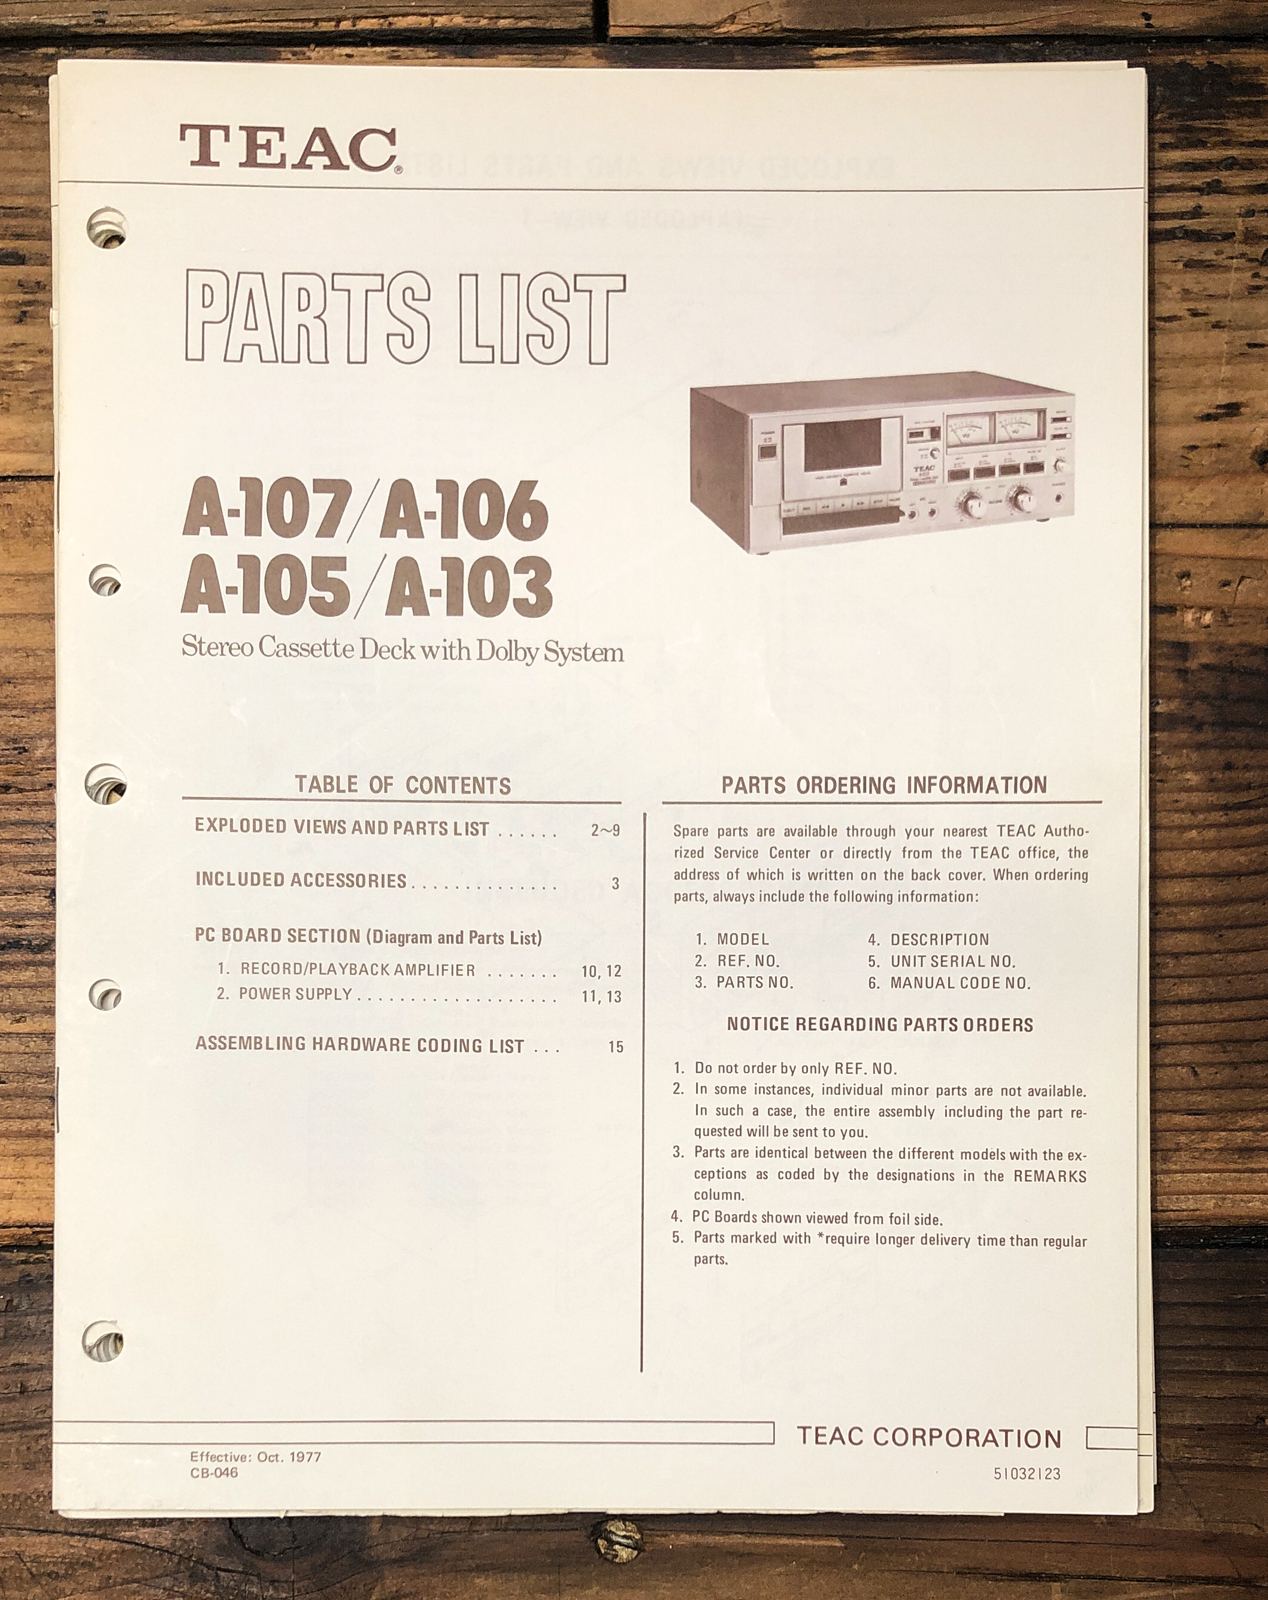 TEAC®
PARTS LIST
A-107/A-106
A-105/A-103
Stereo Cassette Deck with Dolby System
TABLE OF CONTENTS
EXPLODED VIEWS AND PARTS LIST ...... 2~9
INCLUDED ACCESSORIES.............. 3
PC BOARD SECTION (Diagram and Parts List)
1. RECORD/PLAYBACK AMPLIFIER ....... 10, 12
2. POWER SUPPLY................... 11, 13
ASSEMBLING HARDWARE CODING LIST ... 15
PARTS ORDERING INFORMATION
Spare parts are available through your nearest TEAC Autho-
rized Service Center or directly from the TEAC office, the
address of which is written on the back cover. When ordering
parts, always include the following information:
1. MODEL
2. REF. NO.
3. PARTS NO.
4. DESCRIPTION
5. UNIT SERIAL NO.
6. MANUAL CODE NO.
NOTICE REGARDING PARTS ORDERS
1. Do not order by only REF. NO.
2. In some instances, individual minor parts are not available.
In such a case, the entire assembly including the part re-
quested will be sent to you.
3. Parts are identical between the different models with the ex-
ceptions as coded by the designations in the REMARKS
column.
4. PC Boards shown viewed from foil side.
5. Parts marked with *require longer delivery time than regular
parts.
TEAC CORPORATION
Effective: Oct. 1977
CB-046
51032123
TEAC